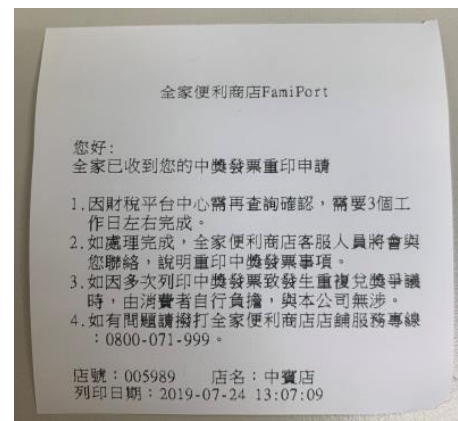 全家便利商店FamiPort
您好:
全家已收到您的中獎發票重印申請
1.因財稅平台中心需再查詢確認，需要3個工
作日左右完成。
2.如處理完成，全家便利商店客服人員將會與
您聯絡，說明重印中獎發票事項。
3.如因多次列印中獎發票致發生重複兌獎爭議
時，由消費者自行負擔，與本公司無涉。
4.如有問題請撥打全家便利商店店舖服務專線
：0800-071-999。
店號：005989 店名：中賓店
列印日期：2019-07-24 13:07:09